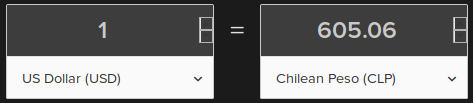 1 = 605.06
US Dollar (USD) Chilean Peso (CLP)